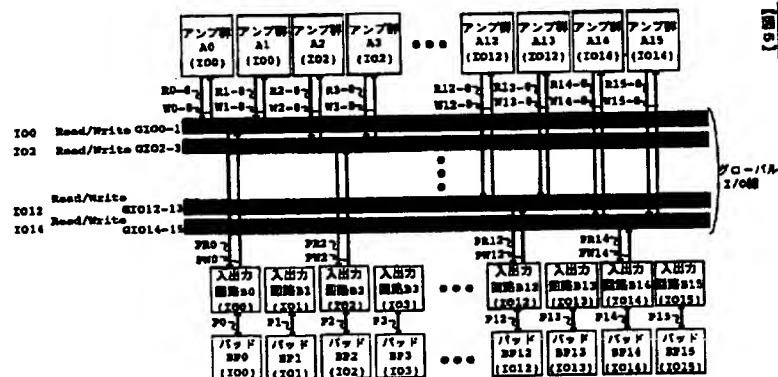 【図5】
アンプ群 アンプ群 アンプ群 アンプ群 アンプ群 アンプ群 アンプ群 アンプ群
A0 A1 A2 A3 ••• A12 A13 A14 A15
(IO0) (IO0) (IO2) (IO2) (IO12) (IO12) (IO14) (IO14)
R0-8 R1-8 R2-8 R3-8 R12-8 R13-8 R14-8 R15-8
W0-8 W1-8 W2-8 W3-8 W12-8 W13-8 W14-8 W15-8
IO0 Read/Write GIO0-1
IO2 Read/Write GIO2-3
グローバル
I/O線
IO12 Read/Write GIO12-13
IO14 Read/Write GIO14-15
PR0 PR2 PR12 PR14
PW0 PW2 PW12 PW14
入出力 入出力 入出力 入出力 入出力 入出力 入出力 入出力
回路B0 回路B1 回路B2 回路B3 ••• 回路B12 回路B13 回路B14 回路B15
(IO0) (IO1) (IO2) (IO3) (IO12) (IO13) (IO14) (IO15)
P0 P1 P2 P3 P12 P13 P14 P15
パッド パッド パッド パッド パッド パッド パッド パッド
BP0 BP1 BP2 BP3 ••• BP12 BP13 BP14 BP15
(IO0) (IO1) (IO2) (IO3) (IO12) (IO13) (IO14) (IO15)